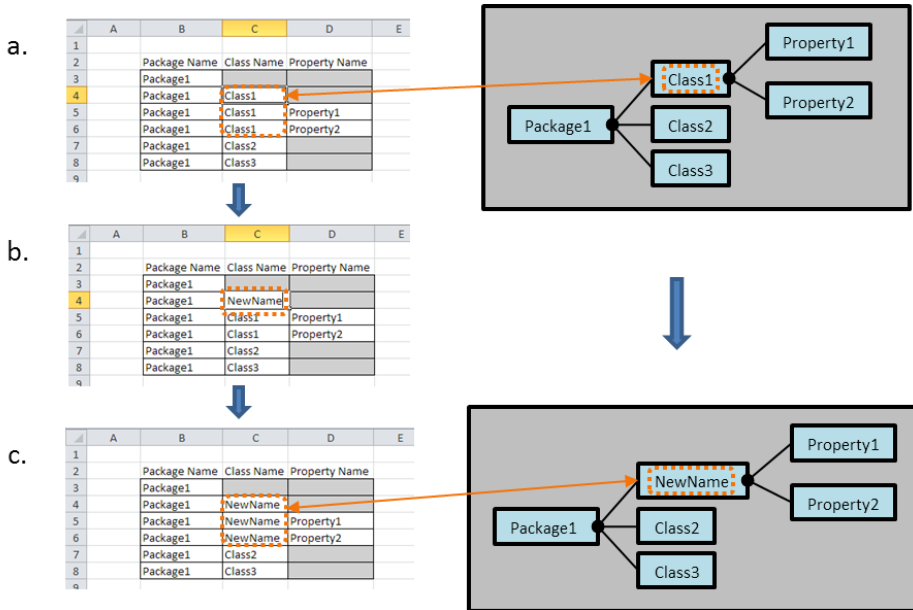 a.
A B C D E
1
2 Package Name Class Name Property Name
3 Package1
4 Package1 Class1
5 Package1 Class1 Property1
6 Package1 Class1 Property2
7 Package1 Class2
8 Package1 Class3
9
Property1
Class1
Property2
Package1
Class2
Class3
b.
A B C D E
1
2 Package Name Class Name Property Name
3 Package1
4 Package1 NewName
5 Package1 Class1 Property1
6 Package1 Class1 Property2
7 Package1 Class2
8 Package1 Class3
9
c.
A B C D E
1
2 Package Name Class Name Property Name
3 Package1
4 Package1 NewName
5 Package1 NewName Property1
6 Package1 NewName Property2
7 Package1 Class2
8 Package1 Class3
9
Property1
NewName
Property2
Package1
Class2
Class3